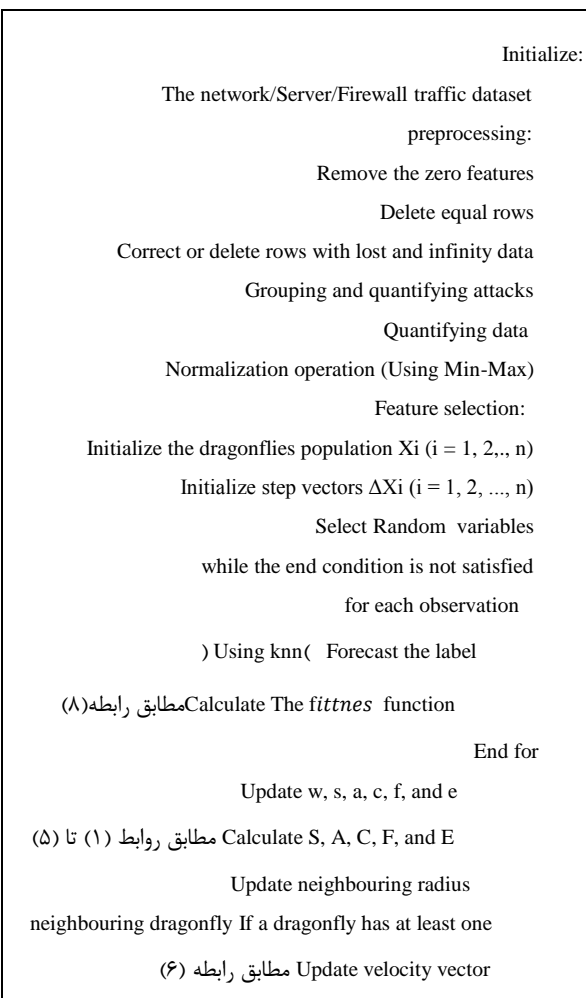 Initialize:
The network/Server/Firewall traffic dataset
preprocessing:
Remove the zero features
Delete equal rows
Correct or delete rows with lost and infinity data
Grouping and quantifying attacks
Quantifying data
Normalization operation (Using Min-Max)
Feature selection:
Initialize the dragonflies population Xi (i = 1, 2,., n)
Initialize step vectors ΔXi (i = 1, 2, ..., n)
Select Random variables
while the end condition is not satisfied
for each observation
) Using knn( Forecast the label
مطابق رابطه(۸) Calculate The fittnes function
End for
Update w, s, a, c, f, and e
Calculate S, A, C, F, and E مطابق روابط (۱) تا (۵)
Update neighbouring radius
neighbouring dragonfly If a dragonfly has at least one
Update velocity vector مطابق رابطه (۶)